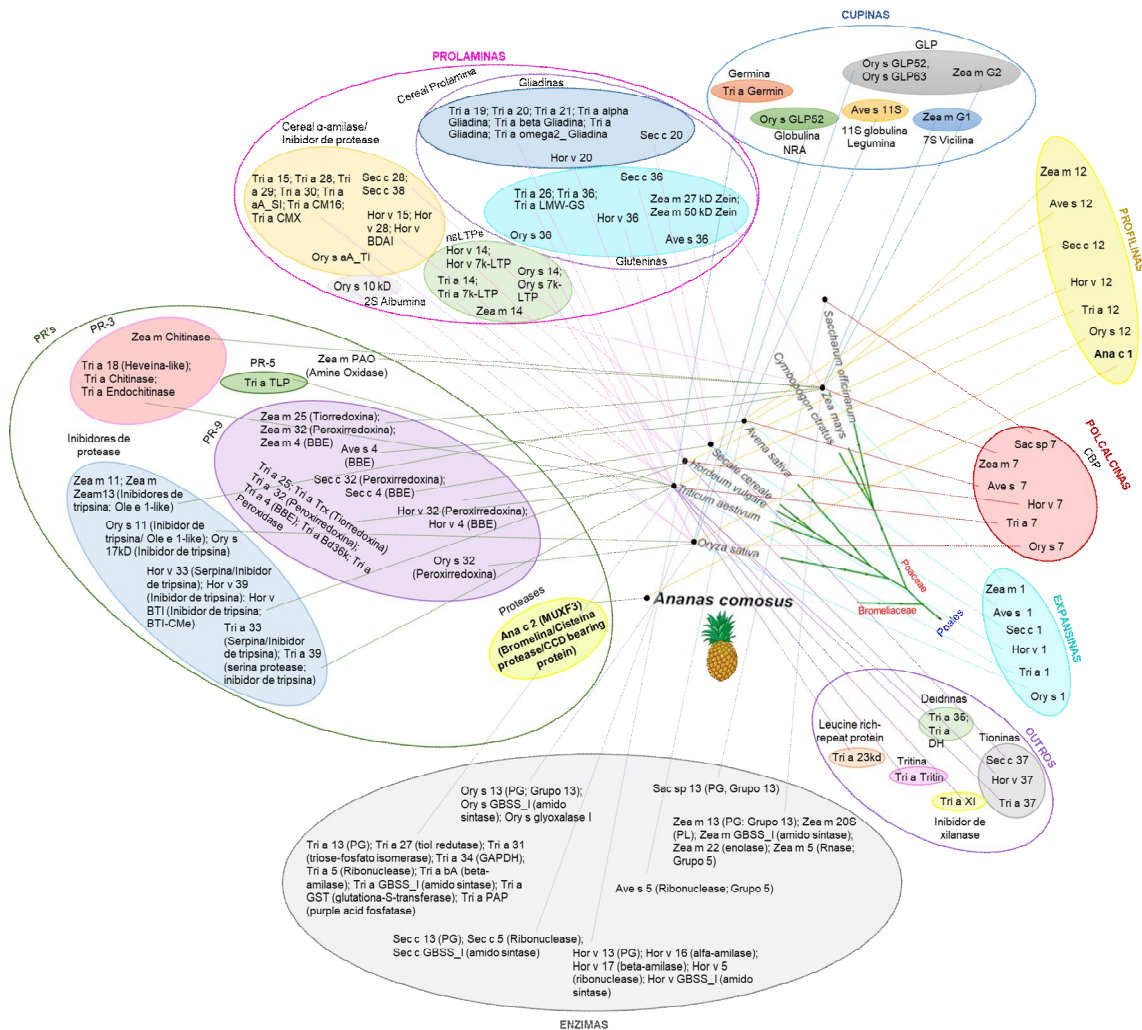 CUPINAS
GLP
Ory s GLP52;
Ory s GLP63
Zea m G2
Germina
Tri a Germin
Ave s 11S
Ory s GLP52
Zea m G1
Globulina
NRA
11S globulina
Legumina
7S Vicilina
PROLAMINAS
Cereal Prolamina
Gliadinas
Tri a 19; Tri a 20; Tri a 21; Tri a alpha
Gliadina; Tri a beta Gliadina; Tri a
Gliadina; Tri a omega2_Gliadina
Sec c 20
Hor v 20
Cereal α-amilase/
Inibidor de protease
Tri a 15; Tri a 28; Tri
a 29; Tri a 30; Tri a
aA_SI; Tri a CM16;
Tri a CMX
Sec c 28;
Sec c 38
Hor v 15; Hor
v 28; Hor v
BDAI
Ory s aA_TI
Sec c 36
Tri a 26; Tri a 36;
Tri a LMW-GS
Zea m 27 kD Zein;
Zea m 50 kD Zein
Hor v 36
Ory s 36
Ave s 36
Gluteninas
nsLTPs
Hor v 14;
Hor v 7k-LTP
Tri a 14;
Tri a 7k-LTP
Ory s 14;
Ory s 7k-
LTP
Zea m 14
Ory s 10 kD
2S Albumina
PROFILINAS
Zea m 12
Ave s 12
Sec c 12
Hor v 12
Tri a 12
Ory s 12
Ana c 1
PR's
PR-3
Zea m Chitinase
Tri a 18 (Heveína-like);
Tri a Chitinase;
Tri a Endochitinase
PR-5
Tri a TLP
Zea m PAO
(Amine Oxidase)
PR-9
Zea m 25 (Tiorredoxina);
Zea m 32 (Peroxirredoxina);
Zea m 4 (BBE)
Ave s 4
(BBE)
Sec c 32 (Peroxirredoxina);
Sec c 4 (BBE)
Tri a 25; Tri a Trx (Tiorredoxina)
Tri a 32 (Peroxirredoxina);
Tri a 4 (BBE); Tri a Bd36k; Tri a
Peroxidase
Hor v 32 (Peroxirredoxina);
Hor v 4 (BBE)
Ory s 32
(Peroxirredoxina)
Inibidores de
protease
Zea m 11; Zea m
Zeam13 (Inibidores de
tripsina; Ole e 1-like)
Ory s 11 (Inibidor de
tripsina/ Ole e 1-like); Ory s
17kD (Inibidor de tripsina)
Hor v 33 (Serpina/Inibidor
de tripsina); Hor v 39
(Inibidor de tripsina): Hor v
BTI (Inibidor de tripsina;
BTI-CMe)
Tri a 33
(Serpina/Inibidor
de tripsina); Tri a 39
(serina protease;
inibidor de tripsina)
Proteases
Ana c 2 (MUXF3)
(Bromelina/Cisteína
protease/CCD bearing
protein)
Saccharum officinarum
Zea mays
Cymbopogon citratus
Avena sativa
Secale cereale
Hordeum vulgare
Triticum aestivum
Oryza sativa
Ananas comosus
Poaceae
Bromeliaceae
Poales
POLCALCINAS
CBP
Sac sp 7
Zea m 7
Ave s 7
Hor v 7
Tri a 7
Ory s 7
EXPANSINAS
Zea m 1
Ave s 1
Sec c 1
Hor v 1
Tri a 1
Ory s 1
OUTROS
Deidrinas
Tri a 35;
Tri a
DH
Leucine rich-
repeat protein
Tri a 23kd
Tritina
Tri a Tritin
Tioninas
Sec c 37
Hor v 37
Tri a 37
Tri a XI
Inibidor de
xilanase
Ory s 13 (PG; Grupo 13);
Ory s GBSS_I (amido
sintase); Ory s glyoxalase I
Sac sp 13 (PG, Grupo 13)
Zea m 13 (PG: Grupo 13); Zea m 20S
(PL); Zea m GBSS_I (amido sintase);
Zea m 22 (enolase); Zea m 5 (Rnase;
Grupo 5)
Tri a 13 (PG); Tri a 27 (tiol redutase); Tri a 31
(triose-fosfato isomerase); Tri a 34 (GAPDH);
Tri a 5 (Ribonuclease); Tri a bA (beta-
amilase); Tri a GBSS_I (amido sintase); Tri a
GST (glutationa-S-transferase); Tri a PAP
(purple acid fosfatase)
Ave s 5 (Ribonuclease; Grupo 5)
Sec c 13 (PG); Sec c 5 (Ribonuclease);
Sec c GBSS_I (amido sintase)
Hor v 13 (PG); Hor v 16 (alfa-amilase);
Hor v 17 (beta-amilase); Hor v 5
(ribonuclease); Hor v GBSS_I (amido
sintase)
ENZIMAS